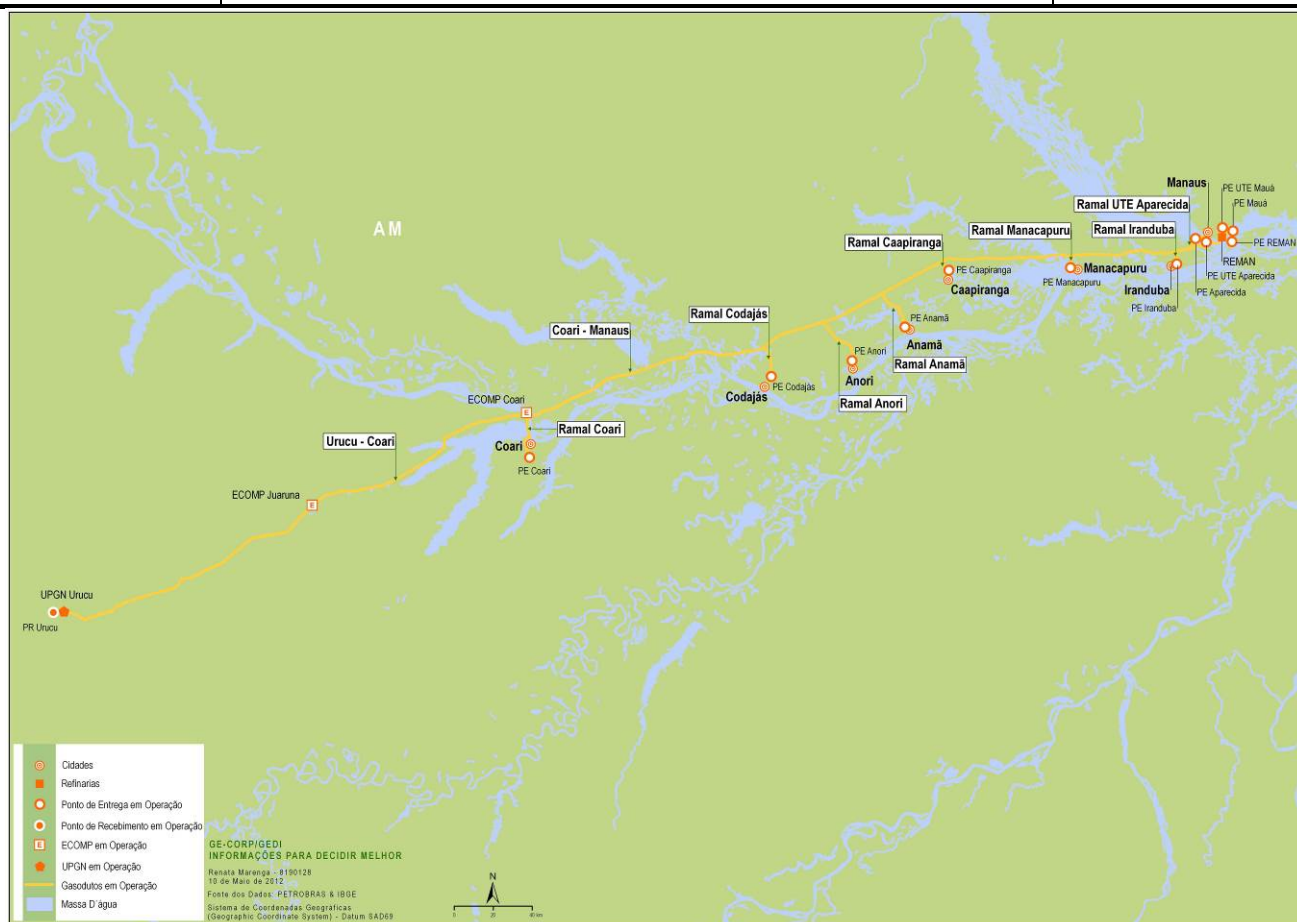 AM
Manaus
PE UTE Mauá
PE Mauá
Ramal UTE Aparecida
Ramal Manacapuru
Ramal Iranduba
Ramal Caapiranga
PE REMAN
REMAN
PE UTE Aparecida
PE Aparecida
PE Caapiranga
Caapiranga
Manacapuru
PE Manacapuru
Iranduba
PE Iranduba
Ramal Codajás
Coari - Manaus
PE Anamã
Anamã
PE Anori
Anori
Ramal Anamã
PE Codajás
Codajás
Ramal Anori
ECOMP Coari
Ramal Coari
Urucu - Coari
Coari
PE Coari
ECOMP Juaruna
UPGN Urucu
PR Urucu
Cidades
Refinarias
Ponto de Entrega em Operação
Ponto de Recebimento em Operação
E ECOMP em Operação
UPGN em Operação
Gasodutos em Operação
Massa D´água
GE-CORP/GEDI
INFORMAÇÕES PARA DECIDIR MELHOR
Renata Marenga - 8190128
10 de Maio de 2012
Fonte dos Dados: PETROBRAS & IBGE
Sistema de Coordenadas Geográficas
(Geographic Coordinate System) - Datum SAD69
N
0 20 40 km